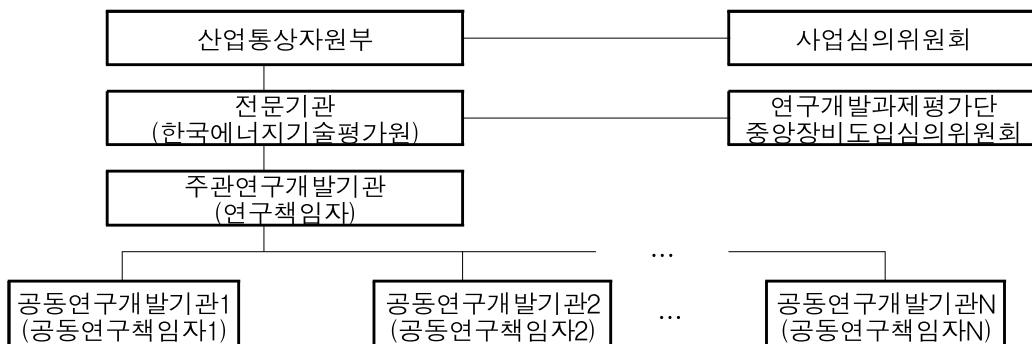 산업통상자원부
사업심의위원회
전문기관
(한국에너지기술평가원)
연구개발과제평가단
중앙장비도입심의위원회
주관연구개발기관
(연구책임자)
...
공동연구개발기관1
(공동연구책임자1)
공동연구개발기관2
(공동연구책임자2)
...
공동연구개발기관N
(공동연구책임자N)